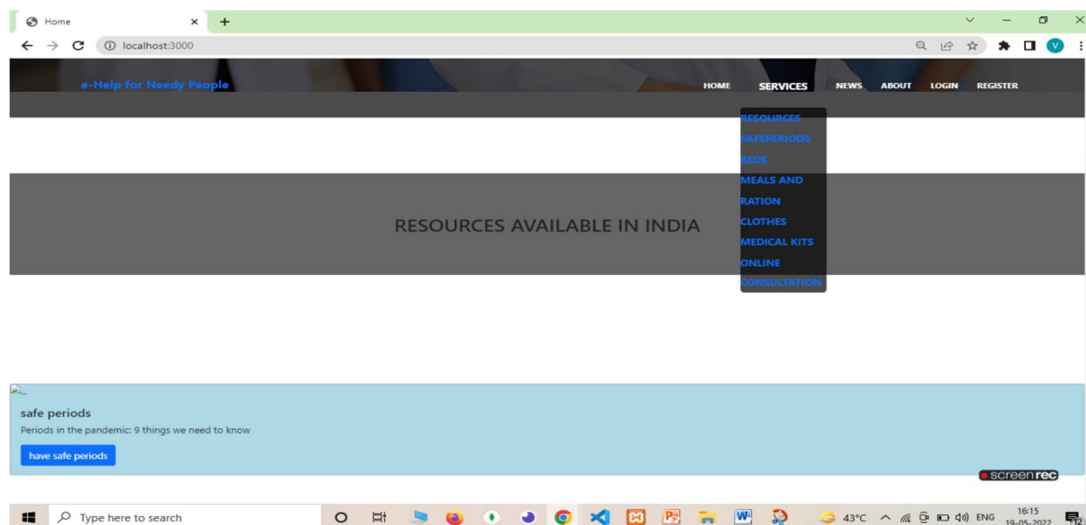 Home
localhost:3000
V
e-Help for Needy People
HOME SERVICES NEWS ABOUT LOGIN REGISTER
RESOURCES
SAFEPERIODS
BEDS
MEALS AND
RATION
CLOTHES
MEDICAL KITS
ONLINE
CONSULTATION
RESOURCES AVAILABLE IN INDIA
safe periods
Periods in the pandemic: 9 things we need to know
have safe periods
screenrec
Type here to search
43°C ENG 16:15
19-05-2022